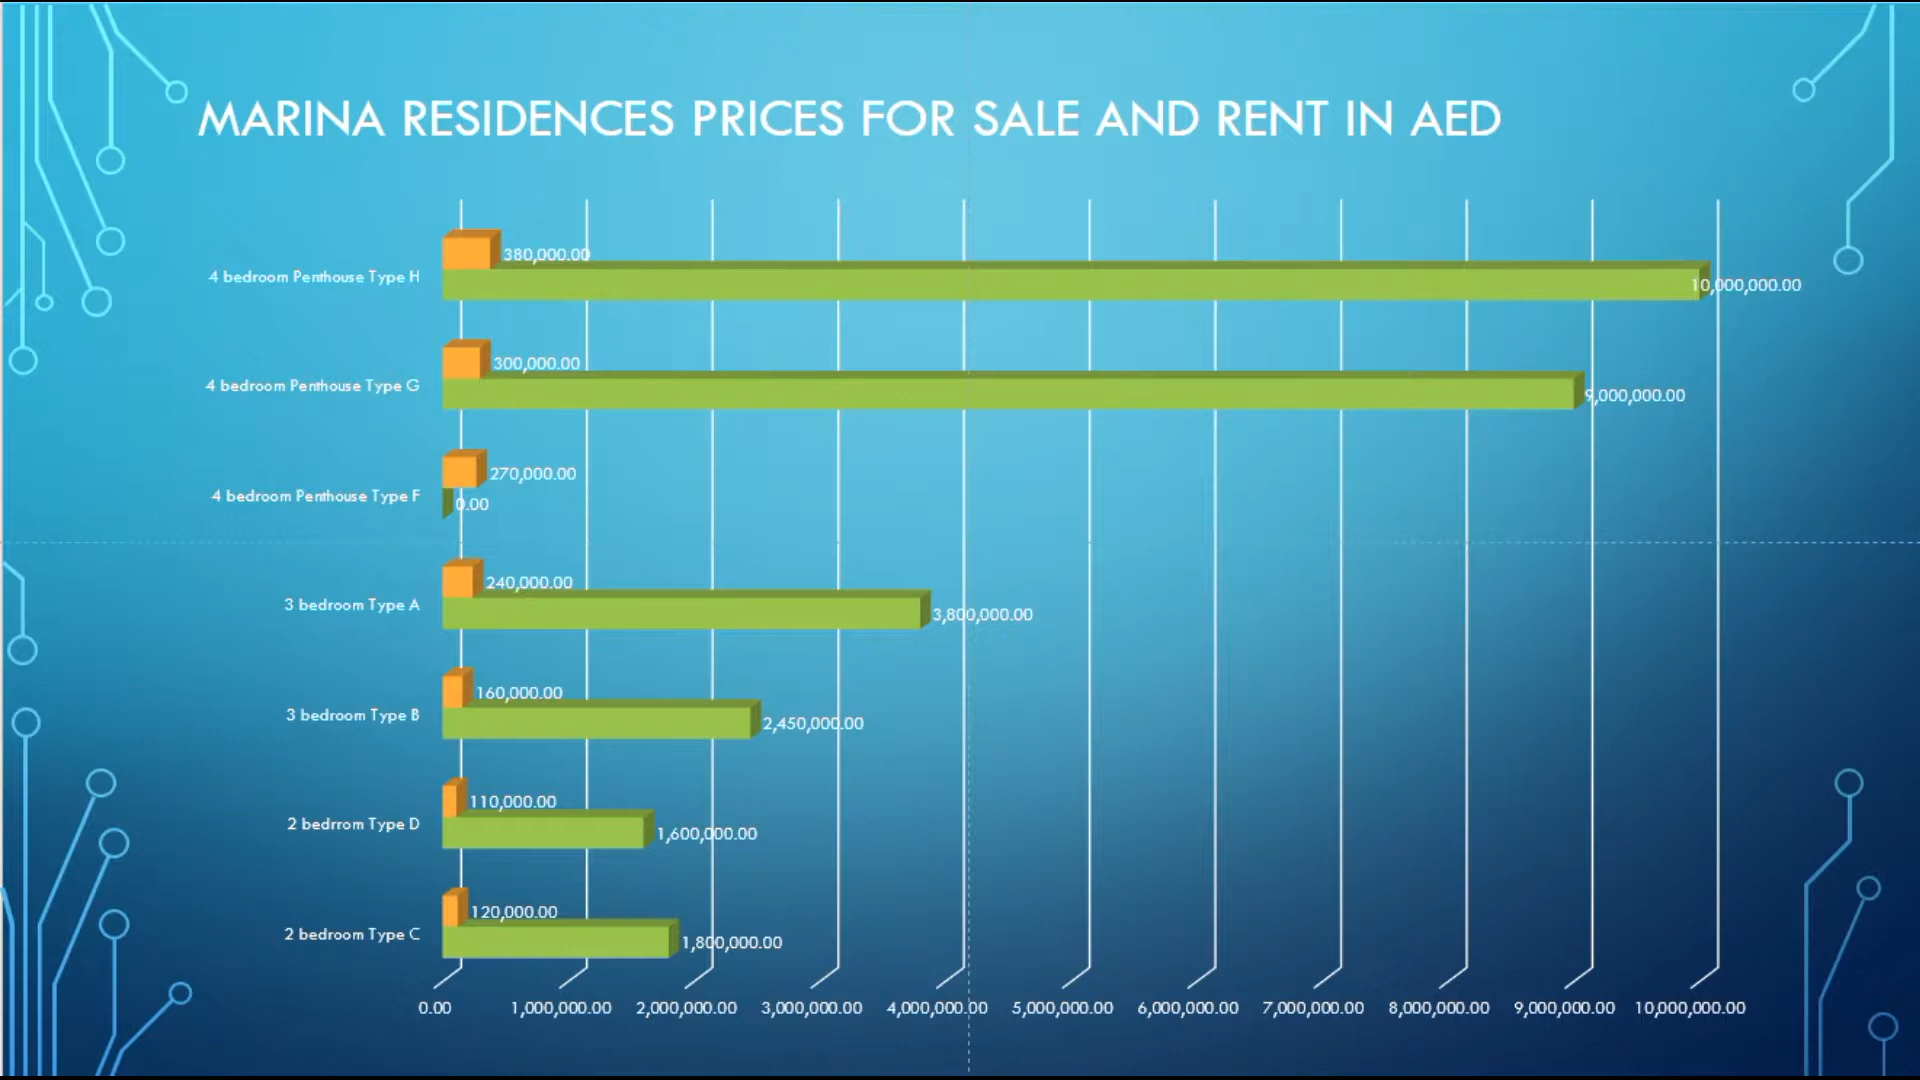 MARINA RESIDENCES PRICES FOR SALE AND RENT IN AED
380,000.00
4 bedroom Penthouse Type H
10,000,000.00
300,000.00
4 bedroom Penthouse Type G
9,000,000.00
270,000.00
4 bedroom Penthouse Type F
0.00
240,000.00
3 bedroom Type A
3,800,000.00
160,000.00
3 bedroom Type B
2,450,000.00
110,000.00
2 bedrrom Type D
1,600,000.00
120,000.00
2 bedroom Type C
1,800,000.00
0.00 1,000,000.00 2,000,000.00 3,000,000.00 4,000,000.00 5,000,000.00 6,000,000.00 7,000,000.00 8,000,000.00 9,000,000.00 10,000,000.00